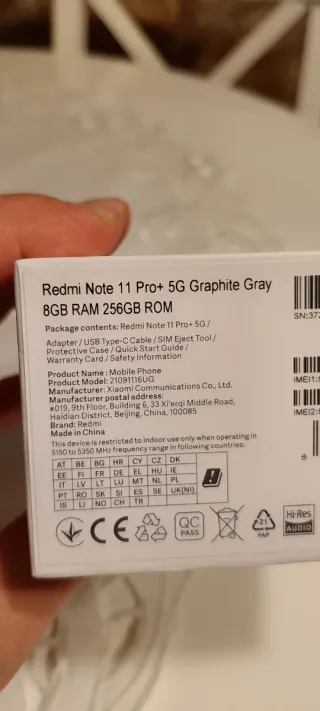 Redmi Note 11 Pro+ 5G Graphite Gray
8GB RAM 256GB ROM
Package contents: Redmi Note 11 Pro+ 5G /
Adapter / USB Type-C Cable / SIM Eject Tool /
Protective Case / Quick Start Guide /
Warranty Card / Safety Information
Product Name : Mobile Phone
Product Model: 21091116UG
Manufacturer: Xiaomi Communications Co., Ltd.
Manufacturer postal address:
#019, 9th Floor, Building 6, 33 Xi'erqi Middle Road,
Haidian District, Beijing, China, 100085
Brand: Redmi
Made in China
This device is restricted to indoor use only when operating in
5150 to 5350 MHz frequency range in following countries:
AT BE BG HR CY CZ DK
EE FI FR DE EL HU IE
IT LV LT LU MT NL PL
PT RO SK SI ES SE UK(NI)
IS LI NO CH TR
CE
QC
PASS
21
PAP
Hi-Res
AUDIO
SN:372
IMEI1:
IMEI2:
6